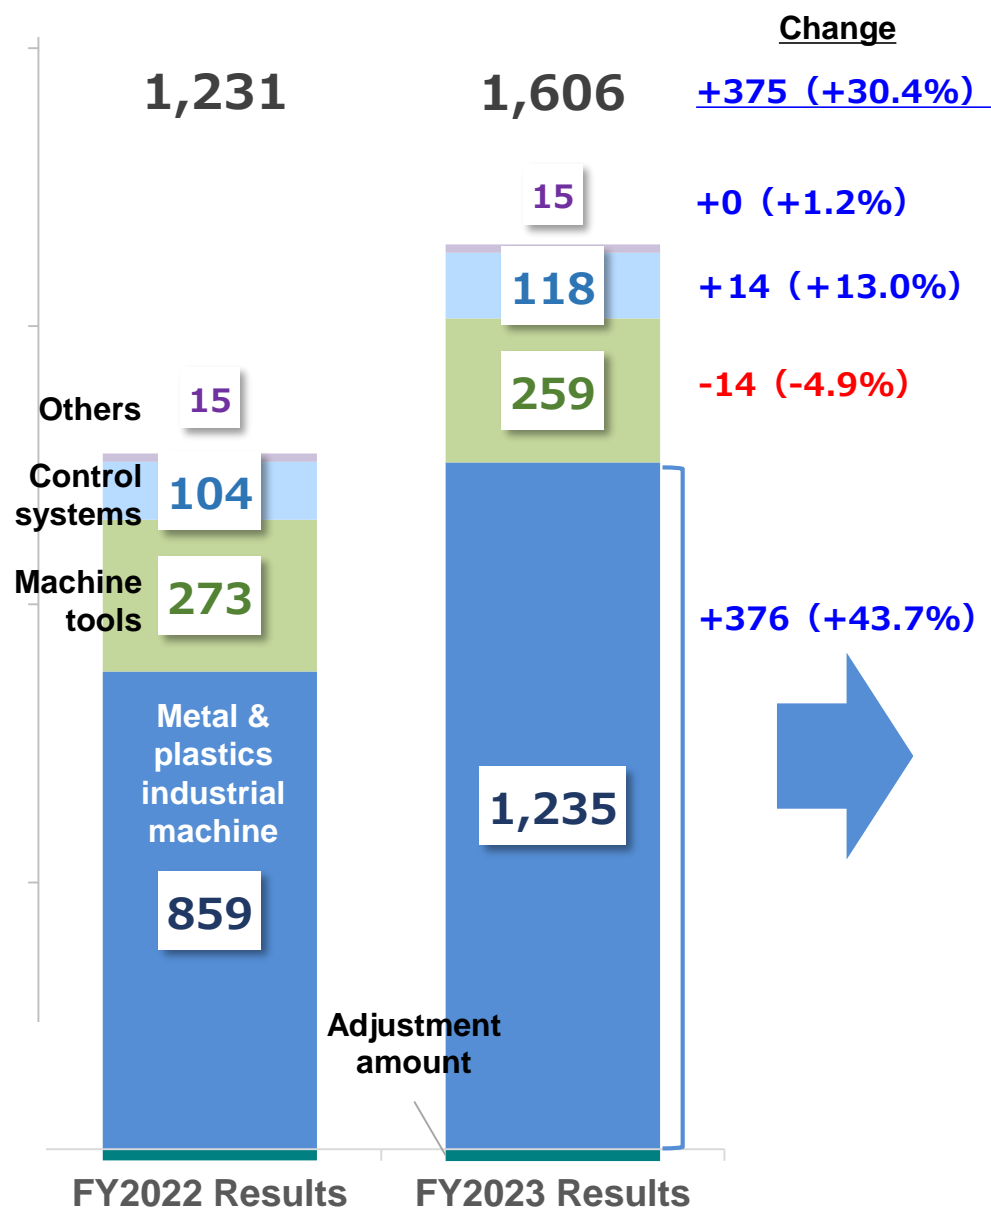 Change
1,231
1,606
+375（+30.4%）
15
+0（+1.2%）
118
+14（+13.0%）
259
-14（-4.9%）
Others
15
Control
systems
104
Machine
tools
273
+376（+43.7%）
Metal &
plastics
industrial
machine
859
1,235
Adjustment
amount
FY2022 Results
FY2023 Results